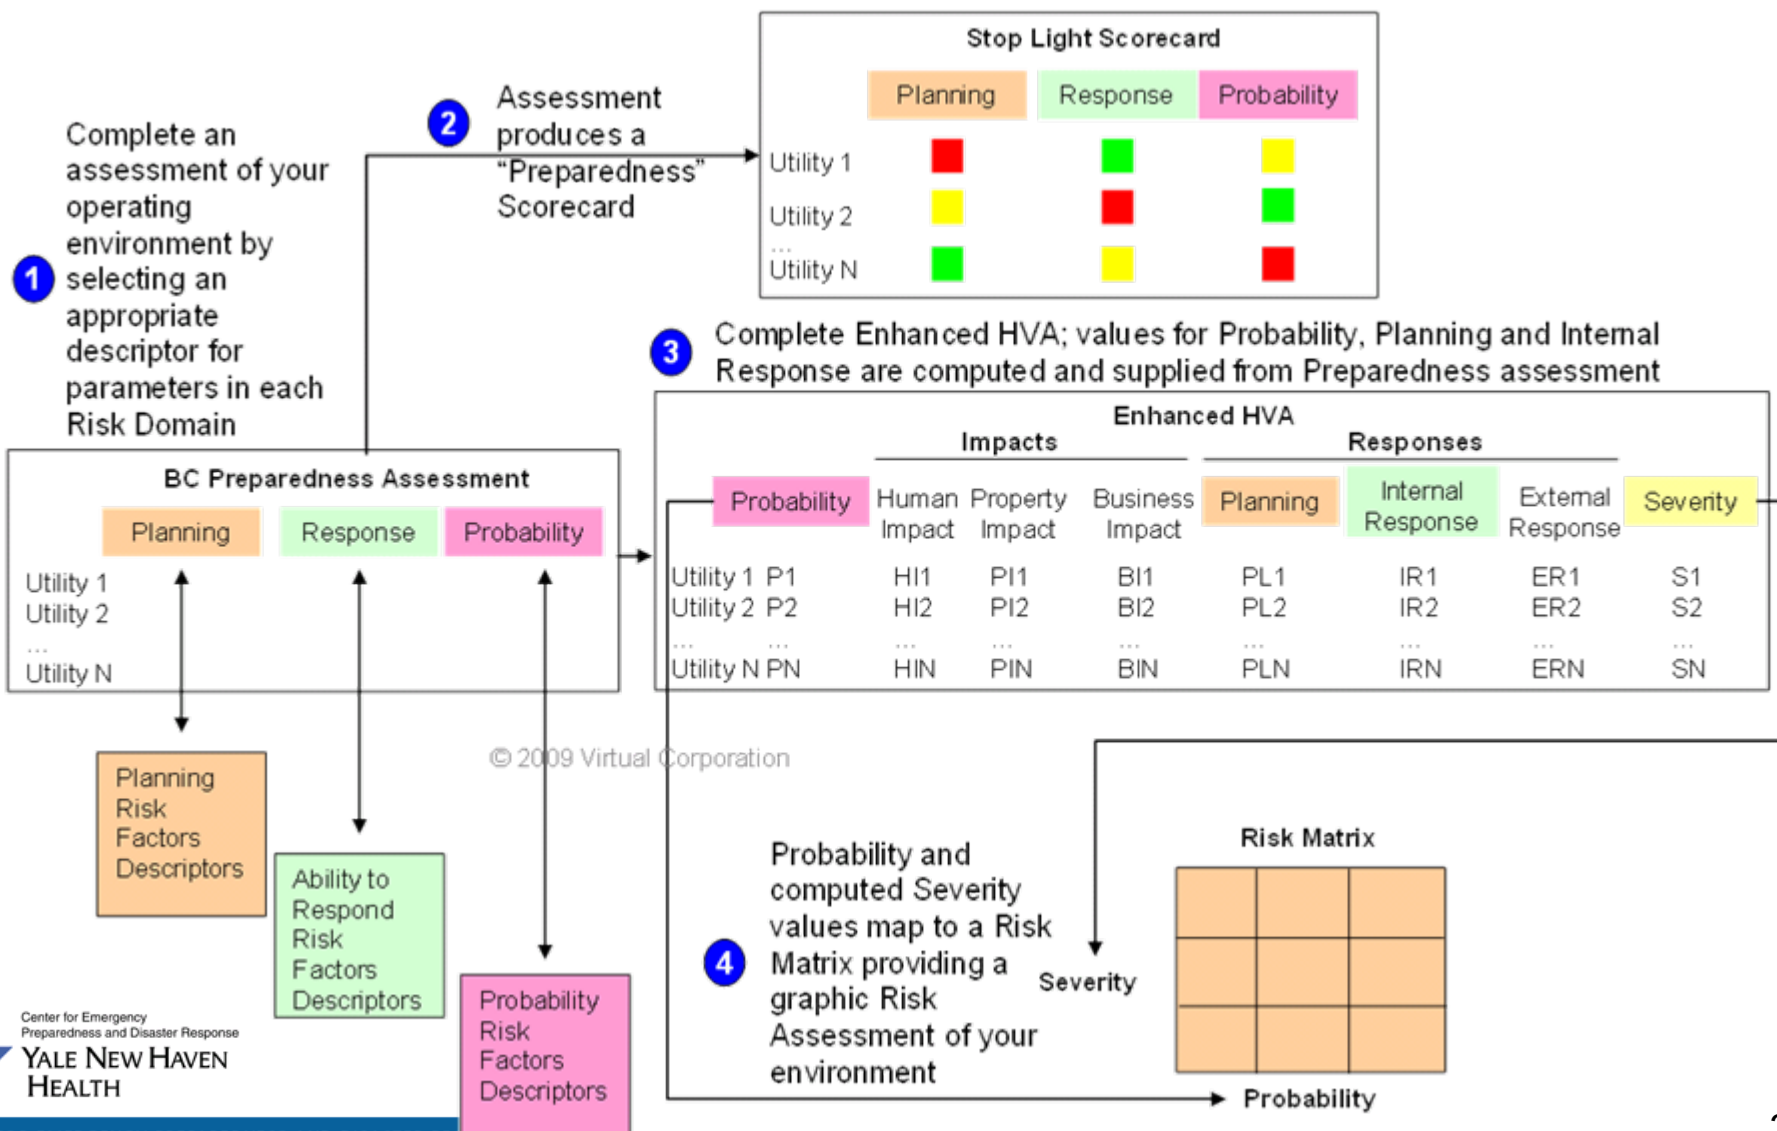 1
Complete an
assessment of your
operating
environment by
selecting an
appropriate
descriptor for
parameters in each
Risk Domain
2
Assessment
produces a
“Preparedness”
Scorecard
Stop Light Scorecard
Planning Response Probability
Utility 1
Utility 2
...
Utility N
3
Complete Enhanced HVA; values for Probability, Planning and Internal
Response are computed and supplied from Preparedness assessment
BC Preparedness Assessment
Planning Response Probability
Utility 1
Utility 2
...
Utility N
Enhanced HVA
Impacts Responses
Probability Human Impact Property Impact Business Impact Planning Internal Response External Response Severity
Utility 1 P1 HI1 PI1 BI1 PL1 IR1 ER1 S1
Utility 2 P2 HI2 PI2 BI2 PL2 IR2 ER2 S2
... ... ... ... ... ... ... ... ...
Utility N PN HIN PIN BIN PLN IRN ERN SN
© 2009 Virtual Corporation
Planning
Risk
Factors
Descriptors
Ability to
Respond
Risk
Factors
Descriptors
Probability
Risk
Factors
Descriptors
4
Probability and
computed Severity
values map to a Risk
Matrix providing a
graphic Risk
Assessment of your
environment
Risk Matrix
Severity
Probability
Center for Emergency
Preparedness and Disaster Response
YALE NEW HAVEN
HEALTH